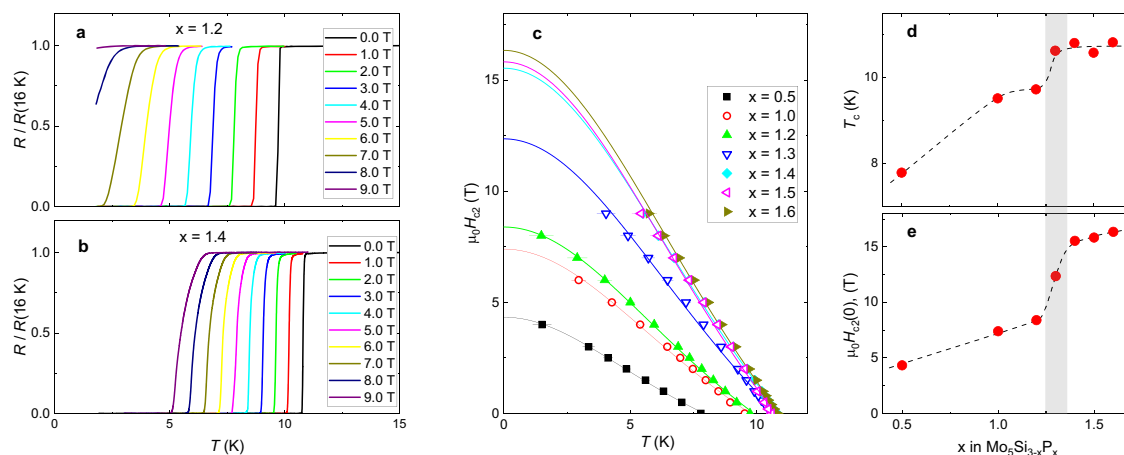 a
x = 1.2
R / R(16 K)
1.0
0.5
0.0
0.0 T
1.0 T
2.0 T
3.0 T
4.0 T
5.0 T
6.0 T
7.0 T
8.0 T
9.0 T
b
x = 1.4
R / R(16 K)
1.0
0.5
0.0
0.0 T
1.0 T
2.0 T
3.0 T
4.0 T
5.0 T
6.0 T
7.0 T
8.0 T
9.0 T
0 5 10 15
T (K)
c
μ₀Hc2 (T)
15
10
5
0
x = 0.5
x = 1.0
x = 1.2
x = 1.3
x = 1.4
x = 1.5
x = 1.6
0 5 10
T (K)
d
Tc (K)
10
8
e
μ₀Hc2(0), (T)
15
10
5
0
0.5 1.0 1.5
x in Mo₅Si₃₋ₓPₓ